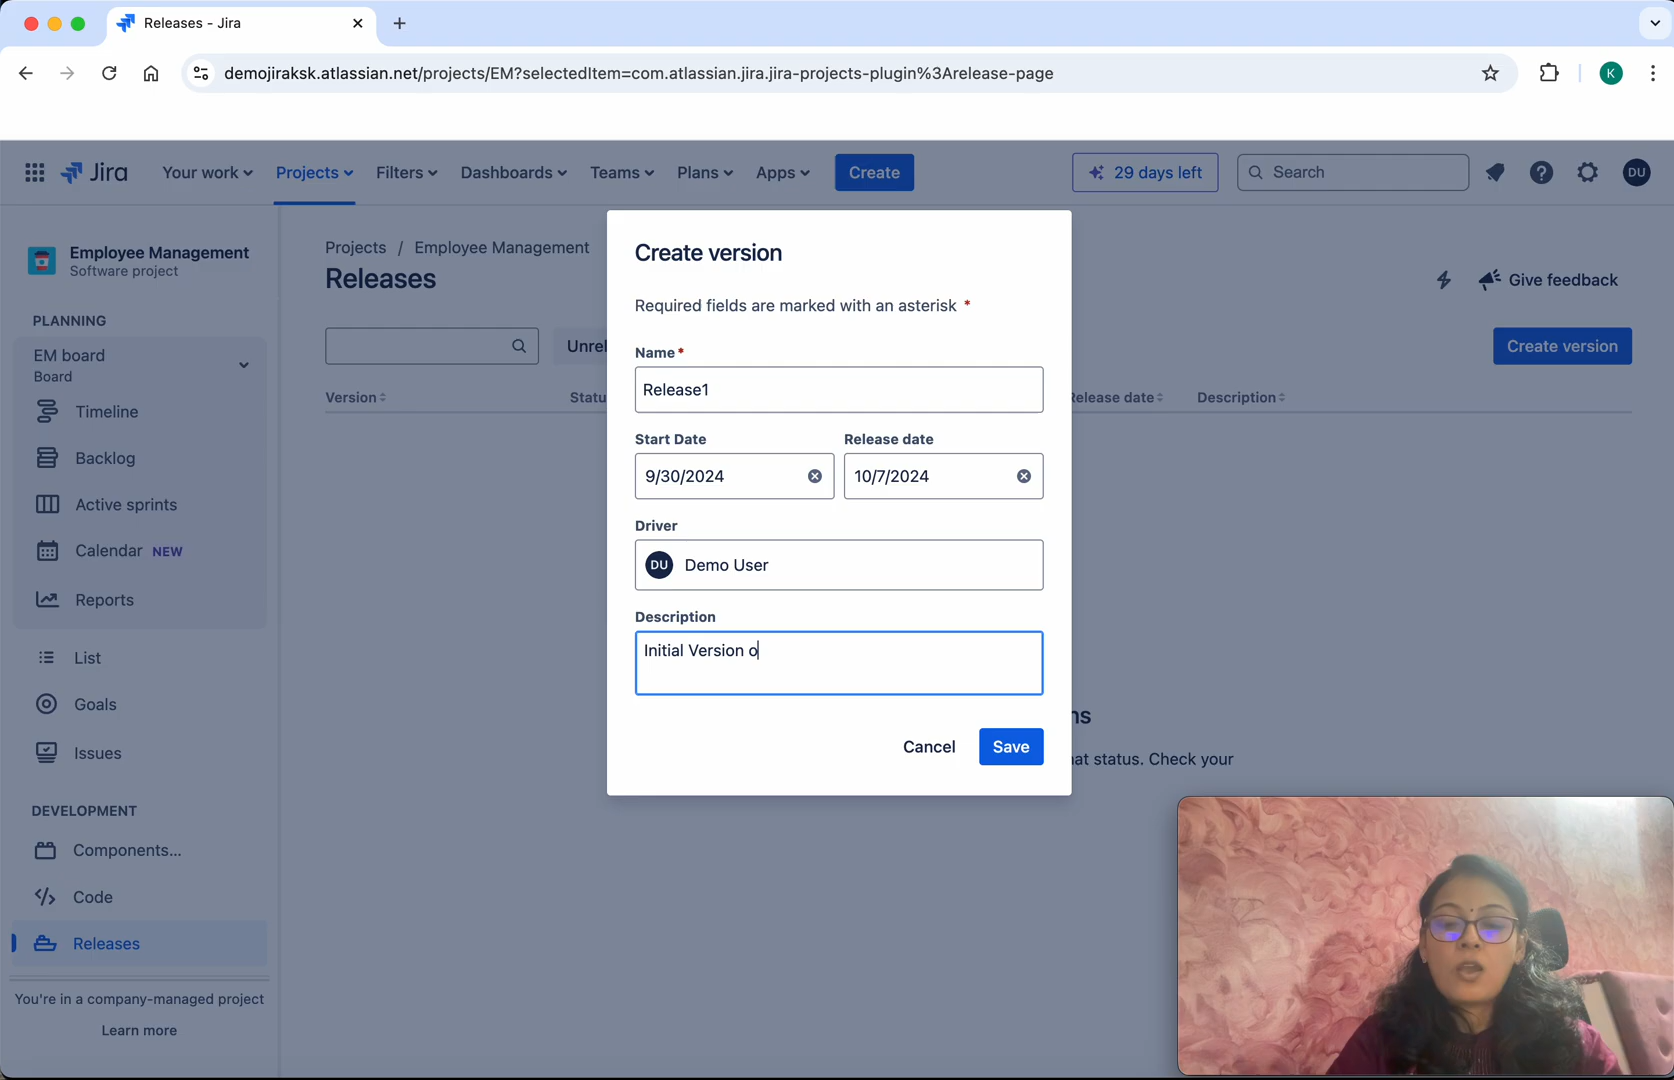 Releases - Jira
demojiraksk.atlassian.net/projects/EM?selectedItem=com.atlassian.jira.jira-projects-plugin%3Arelease-page
K
Jira
Your work
Projects
Filters
Dashboards
Teams
Plans
Apps
Create
29 days left
Search
DU
Employee Management
Software project
PLANNING
EM board
Board
Timeline
Backlog
Active sprints
Calendar NEW
Reports
List
Goals
Issues
DEVELOPMENT
Components...
Code
Releases
You're in a company-managed project
Learn more
Projects / Employee Management
Releases
Give feedback
Create version
Version
Release date
Description
hat status. Check your
Create version
Required fields are marked with an asterisk *
Name *
Release1
Start Date
Release date
9/30/2024
10/7/2024
Driver
DU Demo User
Description
Initial Version o
Cancel
Save